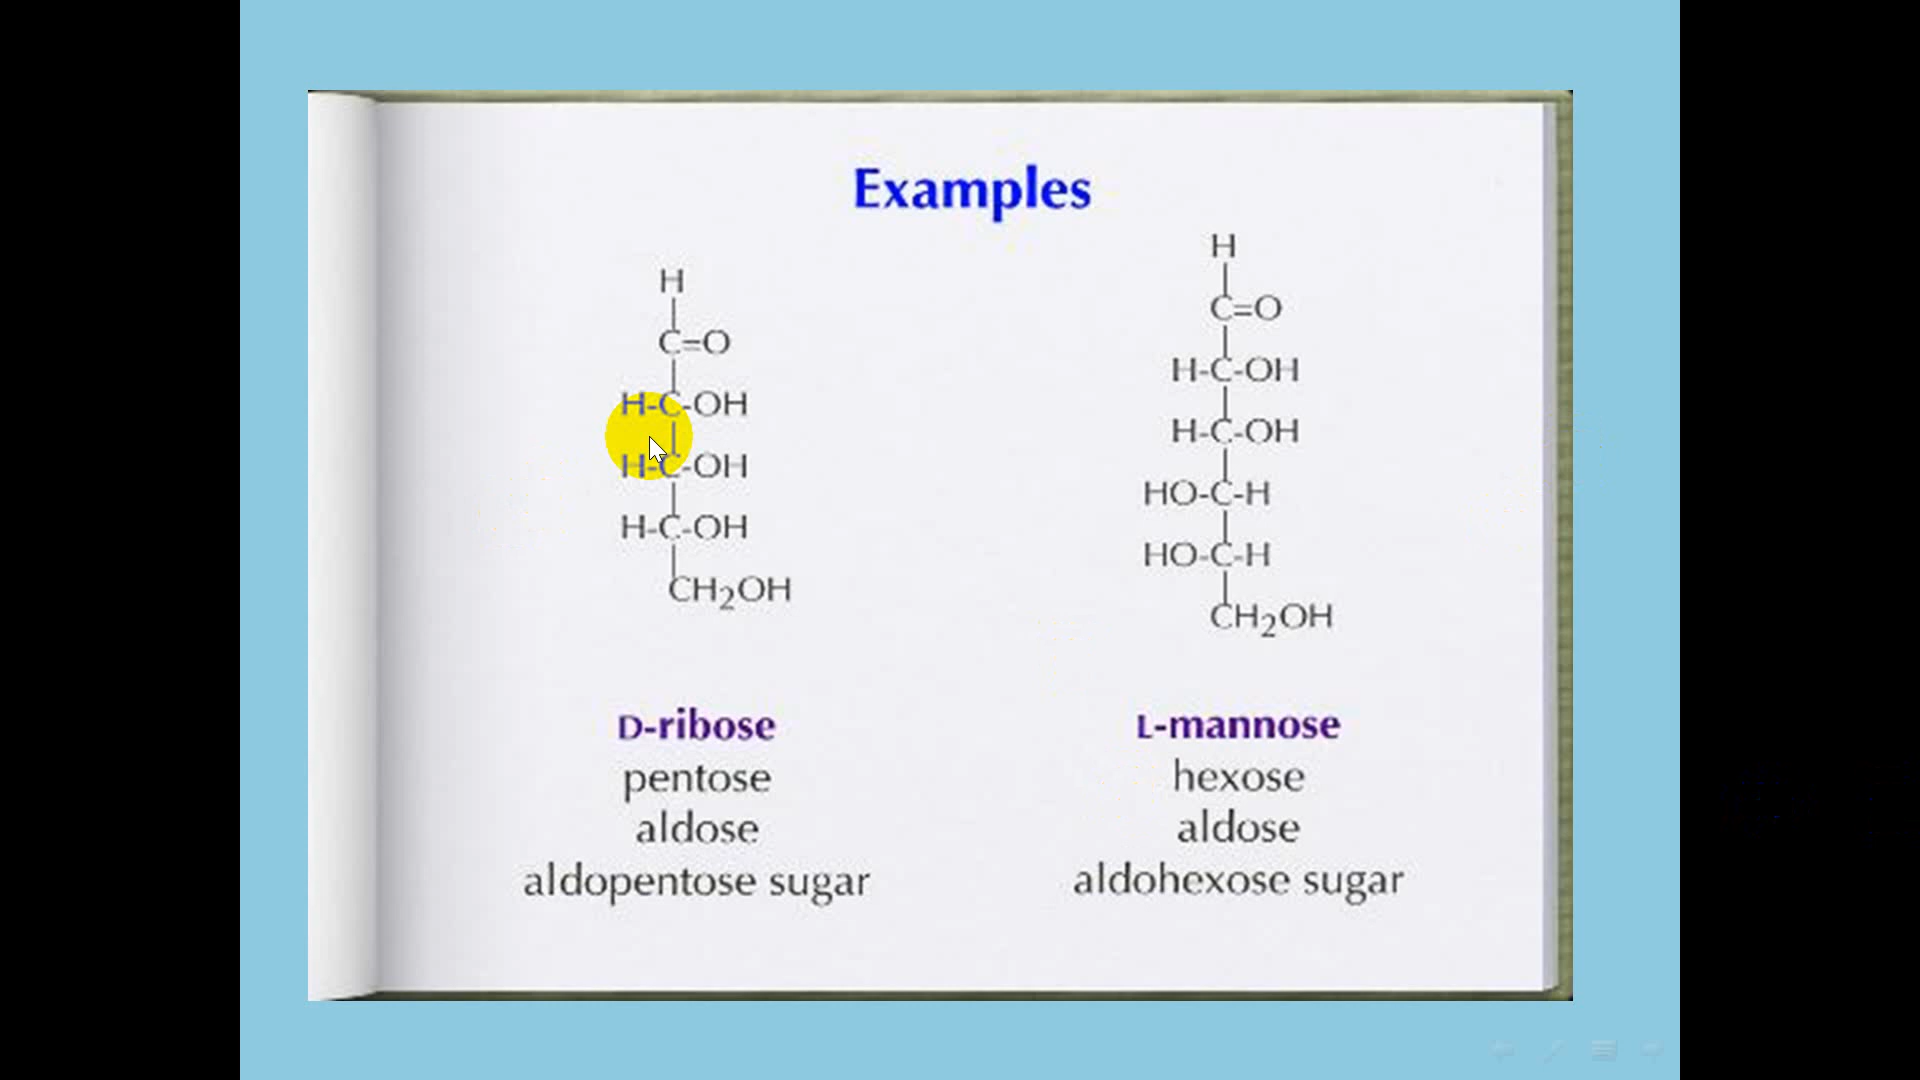 Examples
H
C=O
H-C-OH
H-C-OH
H-C-OH
CH2OH
D-ribose
pentose
aldose
aldopentose sugar
H
C=O
H-C-OH
H-C-OH
HO-C-H
HO-C-H
CH2OH
L-mannose
hexose
aldose
aldohexose sugar